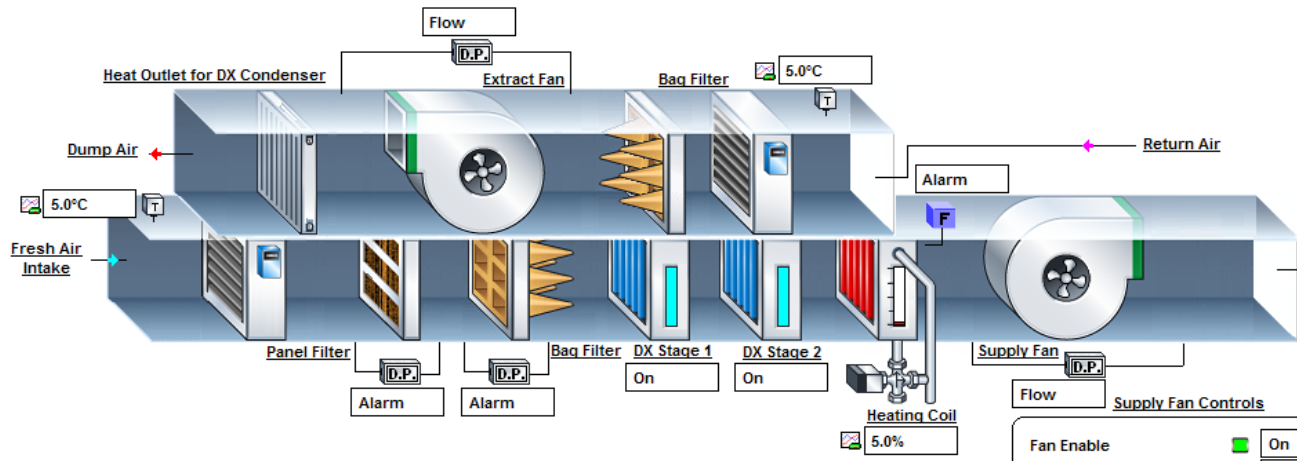 Flow
D.P.
Heat Outlet for DX Condenser
Extract Fan
Bag Filter
5.0°C
T
Dump Air
Return Air
Alarm
5.0°C
T
F
Fresh Air
Intake
Panel Filter
D.P.
Alarm
D.P.
Alarm
Bag Filter
DX Stage 1
On
DX Stage 2
On
Heating Coil
5.0%
Supply Fan
D.P.
Flow
Supply Fan Controls
Fan Enable
On